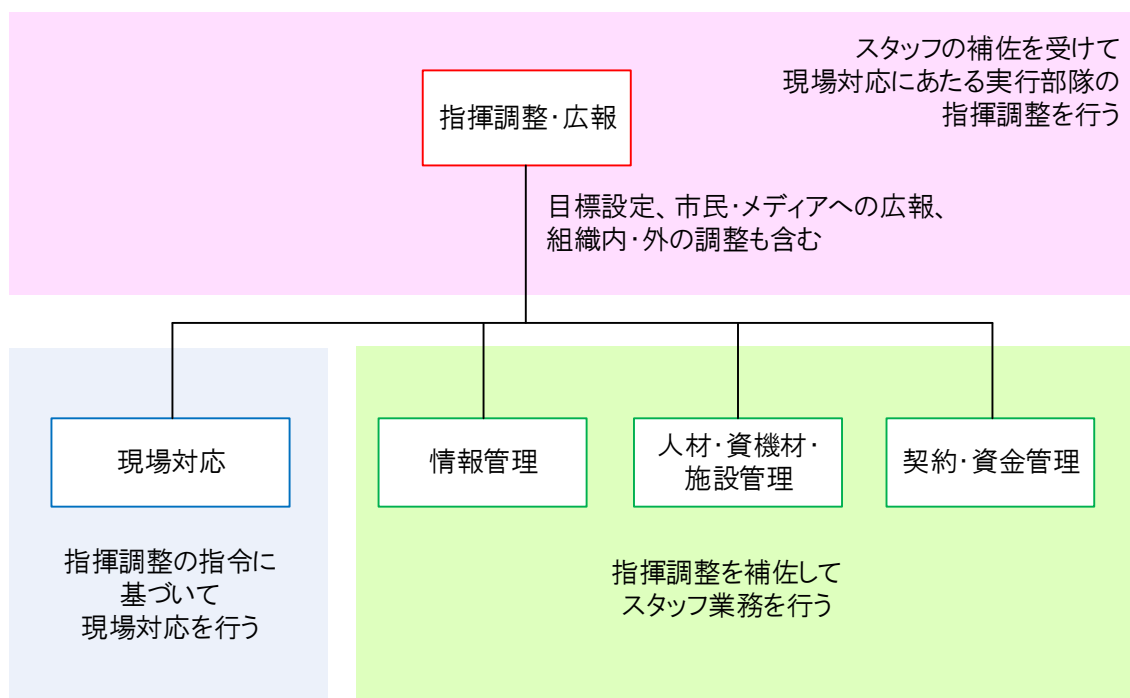 スタッフの補佐を受けて
現場対応にあたる実行部隊の
指揮調整を行う
指揮調整・広報
目標設定、市民・メディアへの広報、
組織内・外の調整も含む
現場対応
情報管理
人材・資機材・
施設管理
契約・資金管理
指揮調整の指令に
基づいて
現場対応を行う
指揮調整を補佐して
スタッフ業務を行う